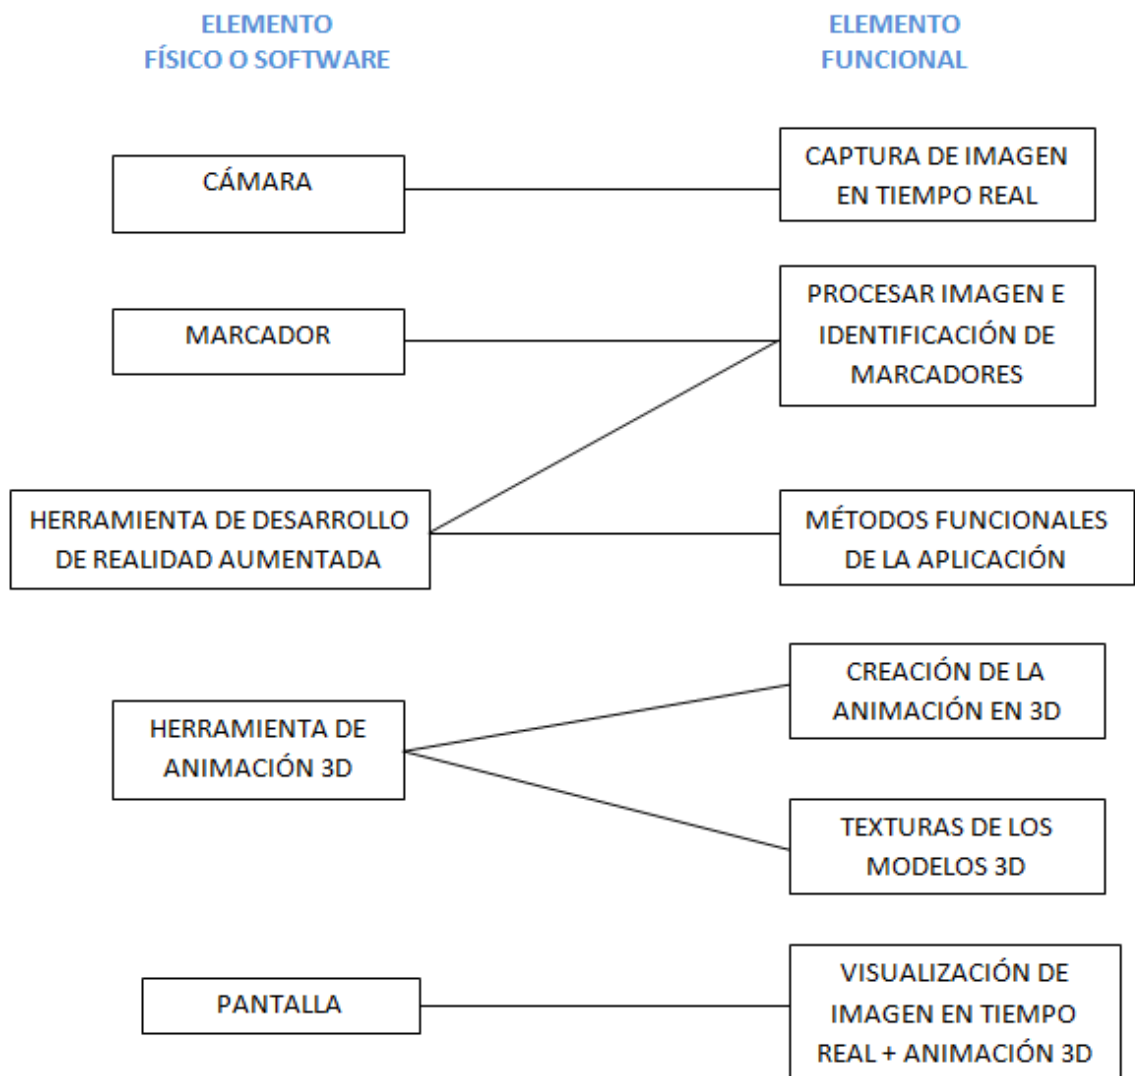 ELEMENTO
FÍSICO O SOFTWARE
ELEMENTO
FUNCIONAL
CÁMARA
CAPTURA DE IMAGEN
EN TIEMPO REAL
MARCADOR
PROCESAR IMAGEN E
IDENTIFICACIÓN DE
MARCADORES
HERRAMIENTA DE DESARROLLO
DE REALIDAD AUMENTADA
MÉTODOS FUNCIONALES
DE LA APLICACIÓN
HERRAMIENTA DE
ANIMACIÓN 3D
CREACIÓN DE LA
ANIMACIÓN EN 3D
TEXTURAS DE LOS
MODELOS 3D
PANTALLA
VISUALIZACIÓN DE
IMAGEN EN TIEMPO
REAL + ANIMACIÓN 3D